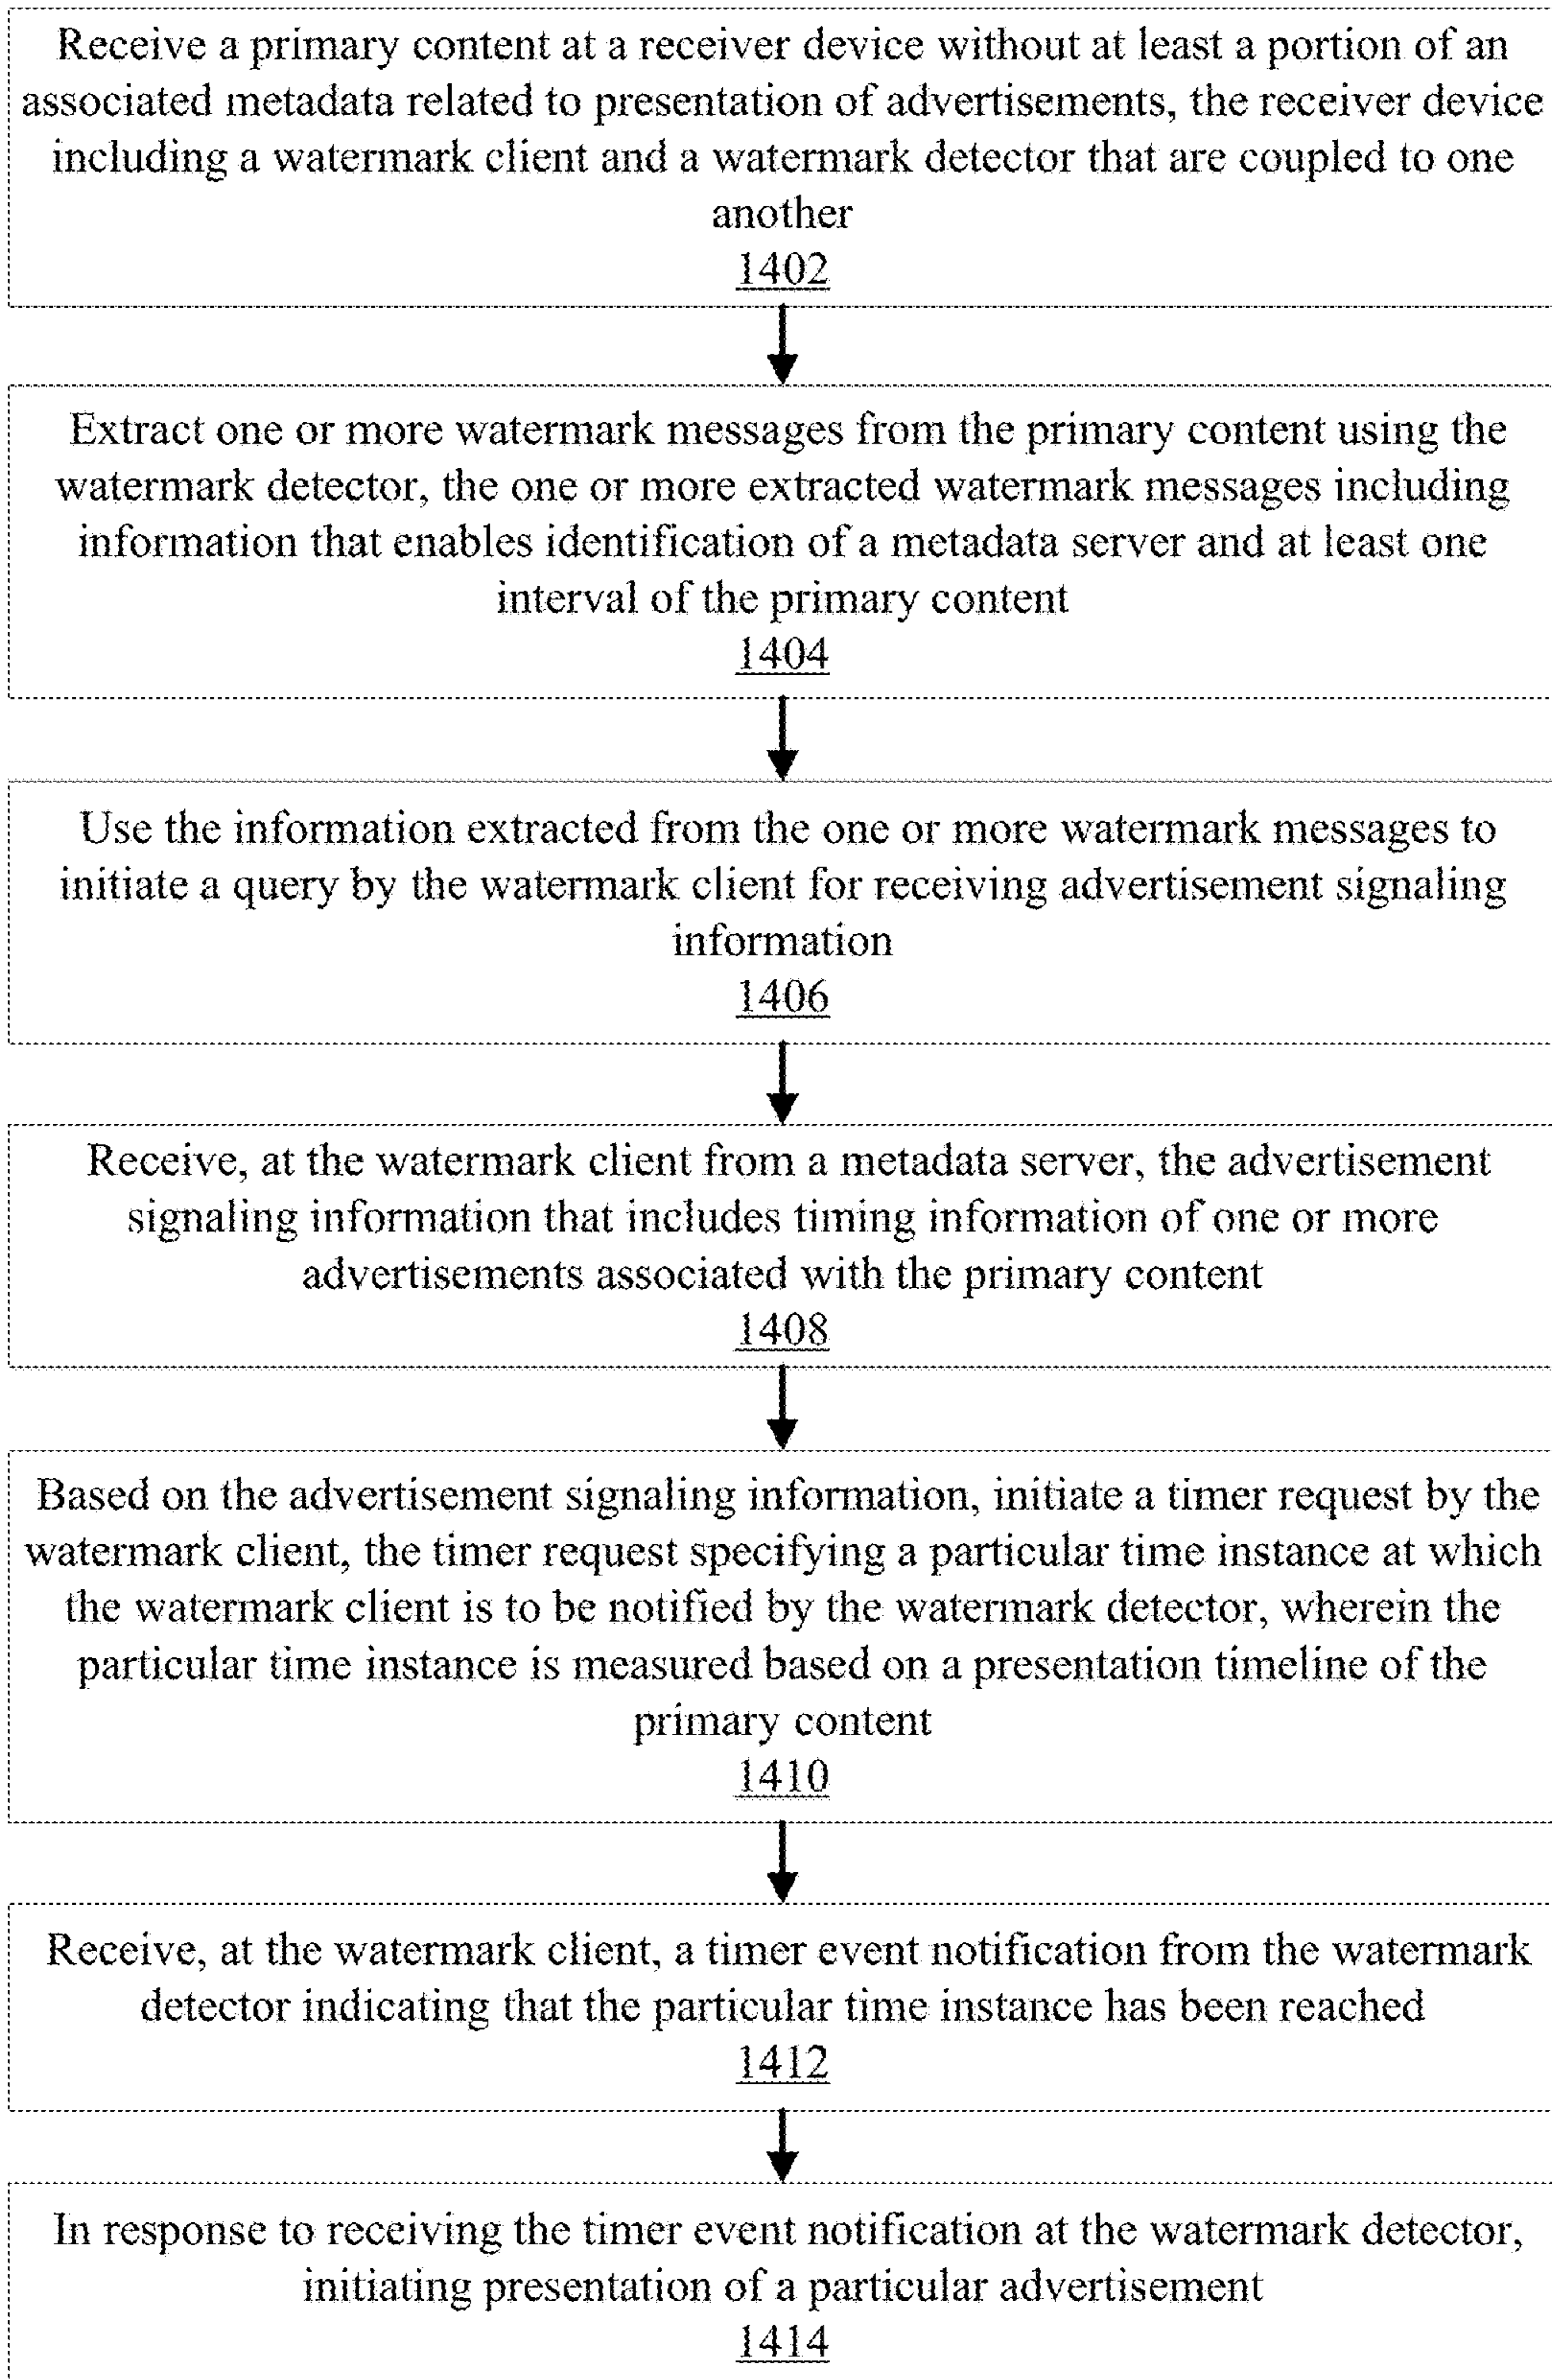 Receive a primary content at a receiver device without at least a portion of an
associated metadata related to presentation of advertisements, the receiver device
including a watermark client and a watermark detector that are coupled to one
another
1402
Extract one or more watermark messages from the primary content using the
watermark detector, the one or more extracted watermark messages including
information that enables identification of a metadata server and at least one
interval of the primary content
1404
Use the information extracted from the one or more watermark messages to
initiate a query by the watermark client for receiving advertisement signaling
information
1406
Receive, at the watermark client from a metadata server, the advertisement
signaling information that includes timing information of one or more
advertisements associated with the primary content
1408
Based on the advertisement signaling information, initiate a timer request by the
watermark client, the timer request specifying a particular time instance at which
the watermark client is to be notified by the watermark detector, wherein the
particular time instance is measured based on a presentation timeline of the
primary content
1410
Receive, at the watermark client, a timer event notification from the watermark
detector indicating that the particular time instance has been reached
1412
In response to receiving the timer event notification at the watermark detector,
initiating presentation of a particular advertisement
1414